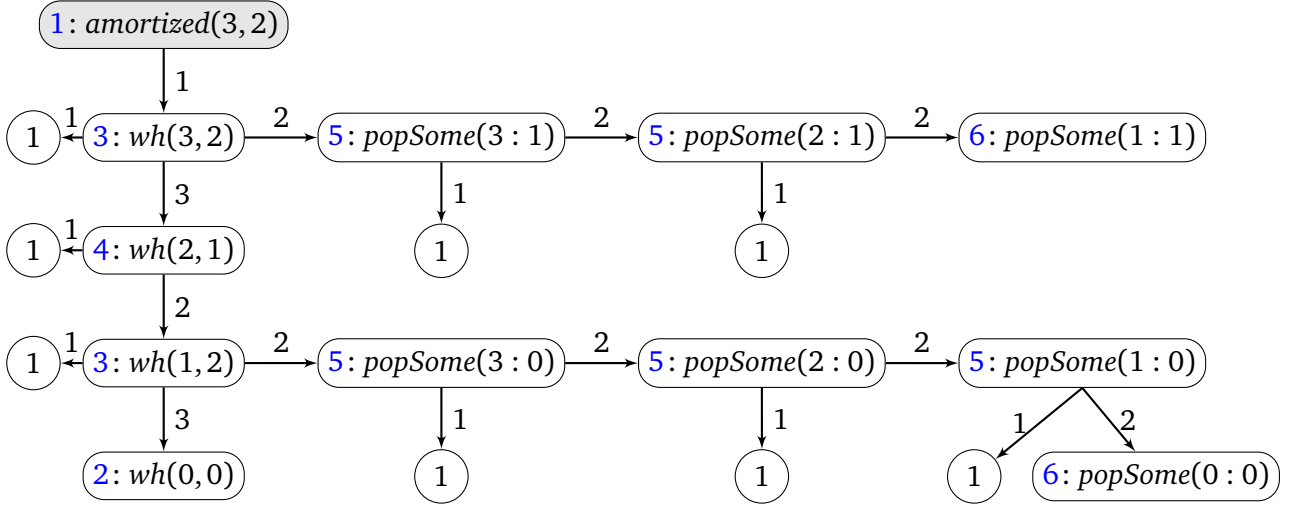 1: amortized(3, 2)
1
1 1 3: wh(3, 2) 2 5: popSome(3 : 1) 2 5: popSome(2 : 1) 2 6: popSome(1 : 1)
3 1 1
1 1 4: wh(2, 1) 1 1
2
1 1 3: wh(1, 2) 2 5: popSome(3 : 0) 2 5: popSome(2 : 0) 2 5: popSome(1 : 0)
3 1 1 1 2
2: wh(0, 0) 1 1 1 6: popSome(0 : 0)